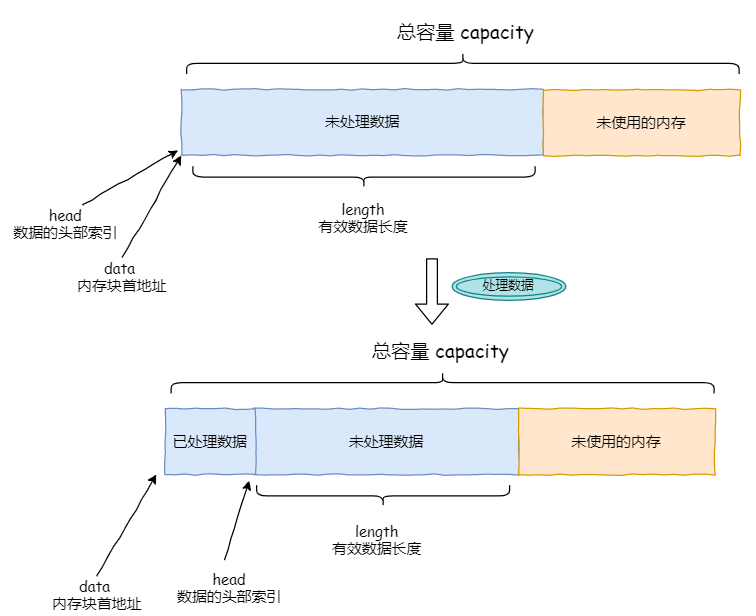 总容量 capacity
未处理数据
未使用的内存
head
数据的头部索引
length
有效数据长度
data
内存块首地址
处理数据
总容量 capacity
已处理数据
未处理数据
未使用的内存
length
有效数据长度
data
内存块首地址
head
数据的头部索引